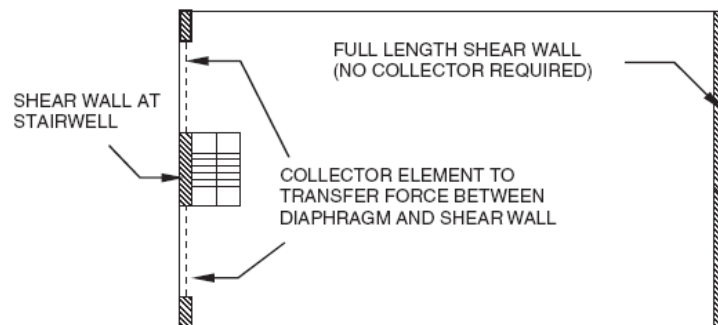 FULL LENGTH SHEAR WALL
(NO COLLECTOR REQUIRED)
SHEAR WALL AT
STAIRWELL
COLLECTOR ELEMENT TO
TRANSFER FORCE BETWEEN
DIAPHRAGM AND SHEAR WALL